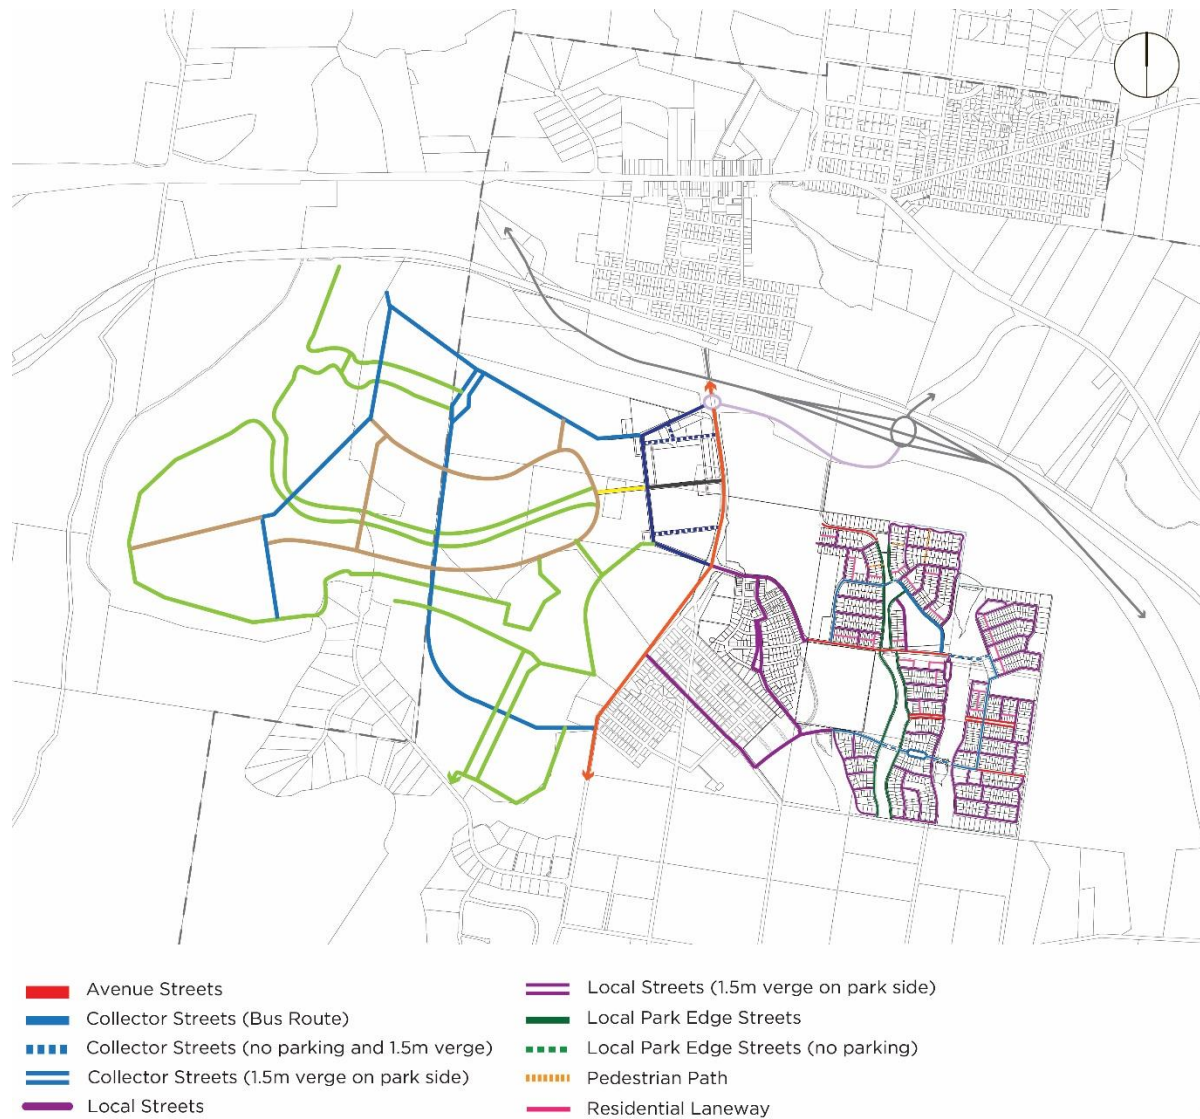 Avenue Streets
Collector Streets (Bus Route)
Collector Streets (no parking and 1.5m verge)
Collector Streets (1.5m verge on park side)
Local Streets
Local Streets (1.5m verge on park side)
Local Park Edge Streets
Local Park Edge Streets (no parking)
Pedestrian Path
Residential Laneway